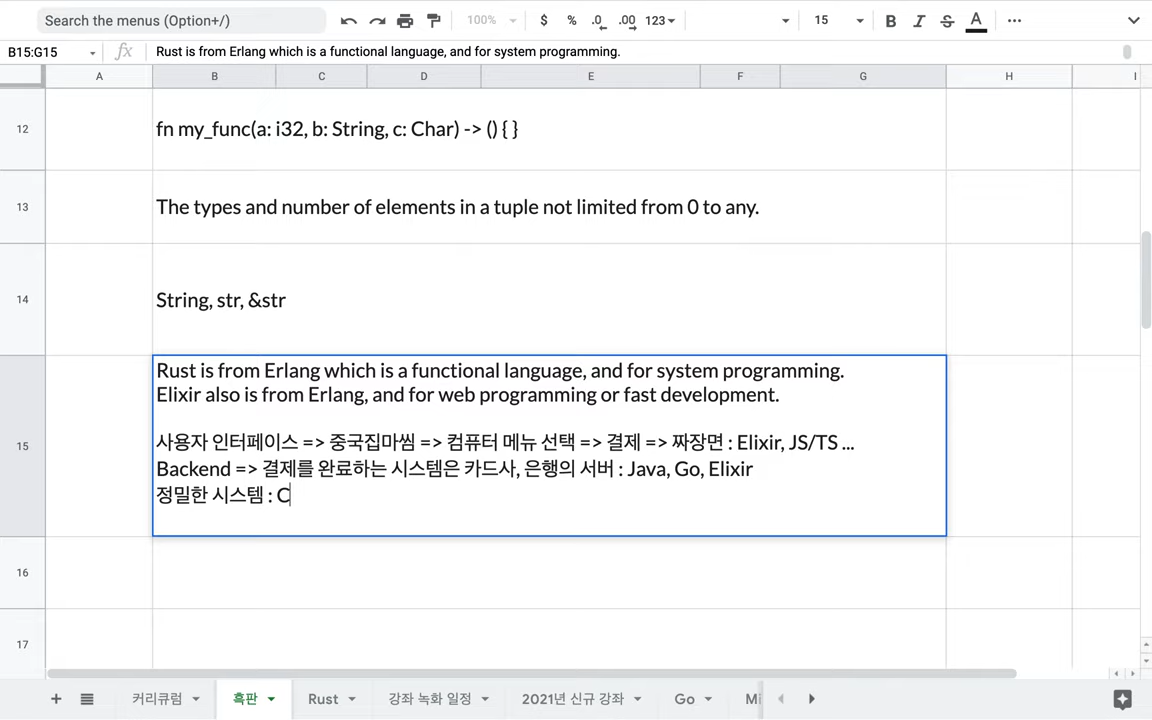 Search the menus (Option+/) 100% $ % .0 .00 123 15 B I S A ...
B15:G15 fx Rust is from Erlang which is a functional language, and for system programming.
A B C D E F G H I
12 fn my_func(a: i32, b: String, c: Char) -> () { }
13 The types and number of elements in a tuple not limited from 0 to any.
14 String, str, &str
Rust is from Erlang which is a functional language, and for system programming.
Elixir also is from Erlang, and for web programming or fast development.
15 사용자 인터페이스 => 중국집마씸 => 컴퓨터 메뉴 선택 => 결제 => 짜장면 : Elixir, JS/TS ...
Backend => 결제를 완료하는 시스템은 카드사, 은행의 서버 : Java, Go, Elixir
정밀한 시스템 : C
16
17
+ 커리큐럼 흑판 Rust 강좌 녹화 일정 2021년 신규 강좌 Go